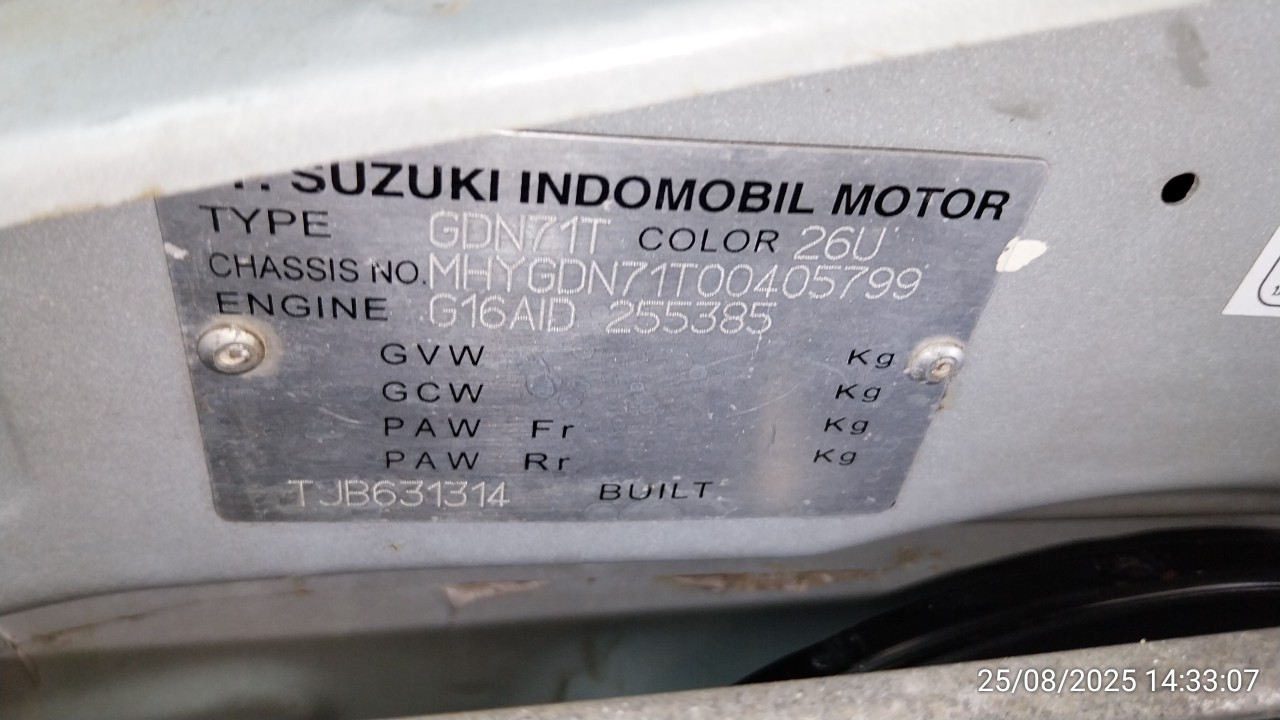 SUZUKI INDOMOBIL MOTOR
TYPE GDN71T COLOR 26U
CHASSIS NO. MHYGDN71T00405799
ENGINE G16AID 255385
GVW Kg
GCW Kg
PAW Fr Kg
PAW Rr Kg
TJB631314 BUILT
25/08/2025 14:33:07